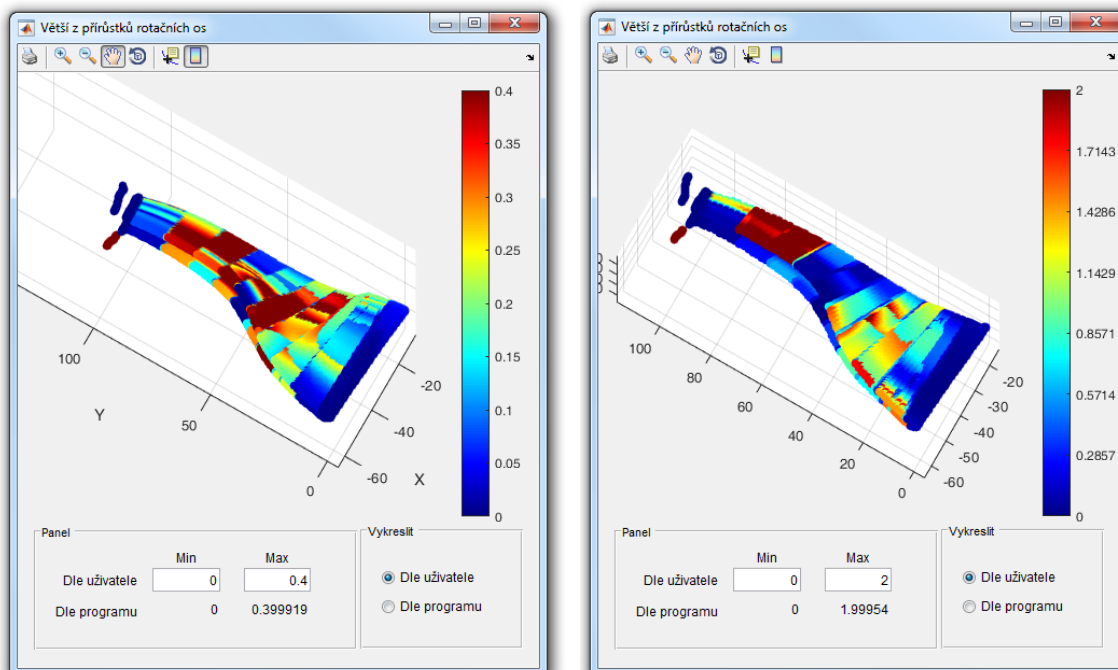 Větší z přírůstků rotačních os
0.4
0.35
0.3
0.25
0.2
0.15
0.1
0.05
0
100
50
0
Y
-20
-40
-60
X
Panel
Min Max
Dle uživatele 0 0.4
Dle programu 0 0.399919
Vykreslit
Dle uživatele
Dle programu
Větší z přírůstků rotačních os
2
1.7143
1.4286
1.1429
0.8571
0.5714
0.2857
0
100
80
60
40
20
0
-20
-30
-40
-50
-60
Panel
Min Max
Dle uživatele 0 2
Dle programu 0 1.99954
Vykreslit
Dle uživatele
Dle programu